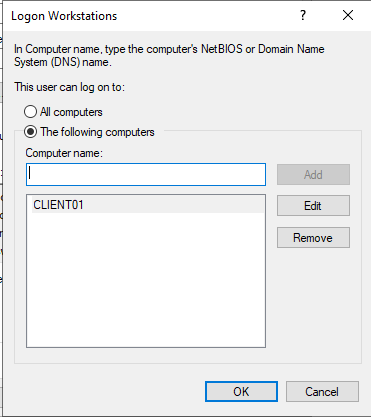 Logon Workstations
?
In Computer name, type the computer's NetBIOS or Domain Name
System (DNS) name.
This user can log on to:
All computers
The following computers
Computer name:
Add
CLIENT01
Edit
Remove
OK
Cancel